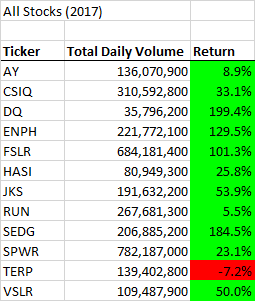 All Stocks (2017)
Ticker Total Daily Volume Return
AY 136,070,900 8.9%
CSIQ 310,592,800 33.1%
DQ 35,796,200 199.4%
ENPH 221,772,100 129.5%
FSLR 684,181,400 101.3%
HASI 80,949,300 25.8%
JKS 191,632,200 53.9%
RUN 267,681,300 5.5%
SEDG 206,885,200 184.5%
SPWR 782,187,000 23.1%
TERP 139,402,800 -7.2%
VSLR 109,487,900 50.0%